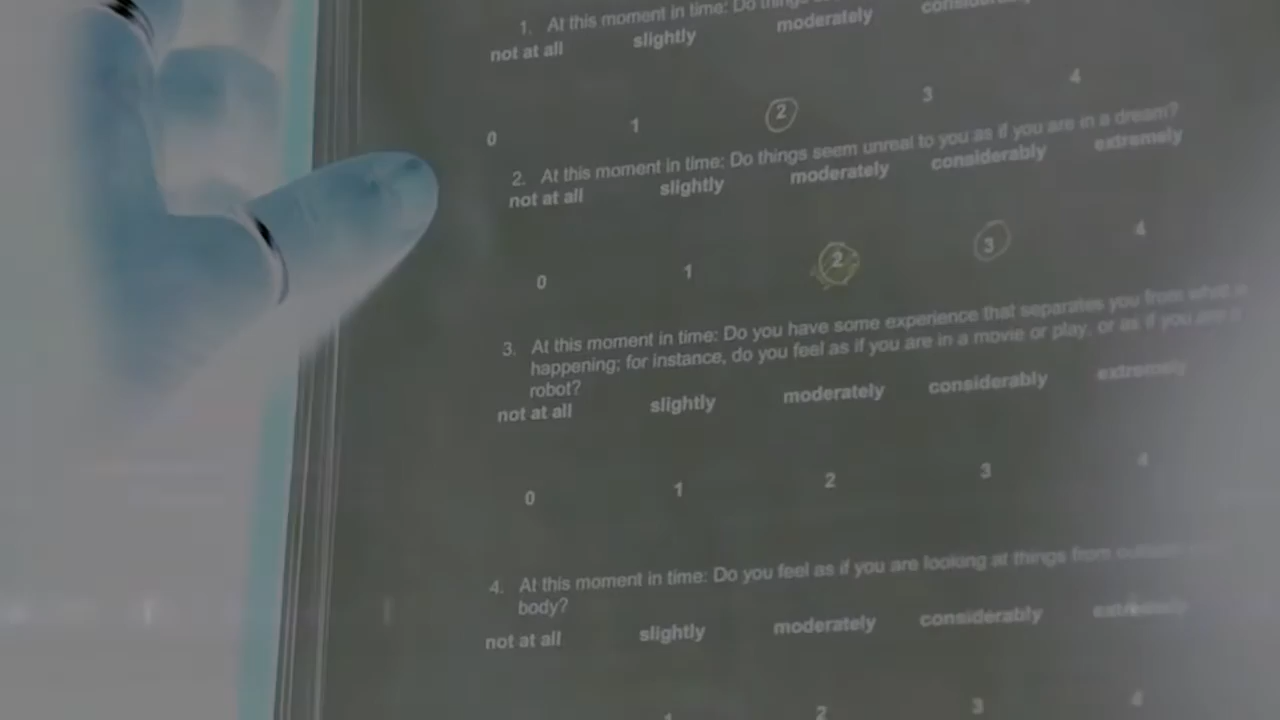 1. At this moment in time: Do things
not at all slightly moderately
0 1 2 3 4
2. At this moment in time: Do things seem unreal to you as if you are in a dream?
not at all slightly moderately considerably extremely
0 1 2 3 4
3. At this moment in time: Do you have some experience that separates you from what is
happening; for instance, do you feel as if you are in a movie or play, or as if you are a
robot?
not at all slightly moderately considerably extremely
0 1 2 3 4
4. At this moment in time: Do you feel as if you are looking at things from outside
body?
not at all slightly moderately considerably extremely
1 2 3 4